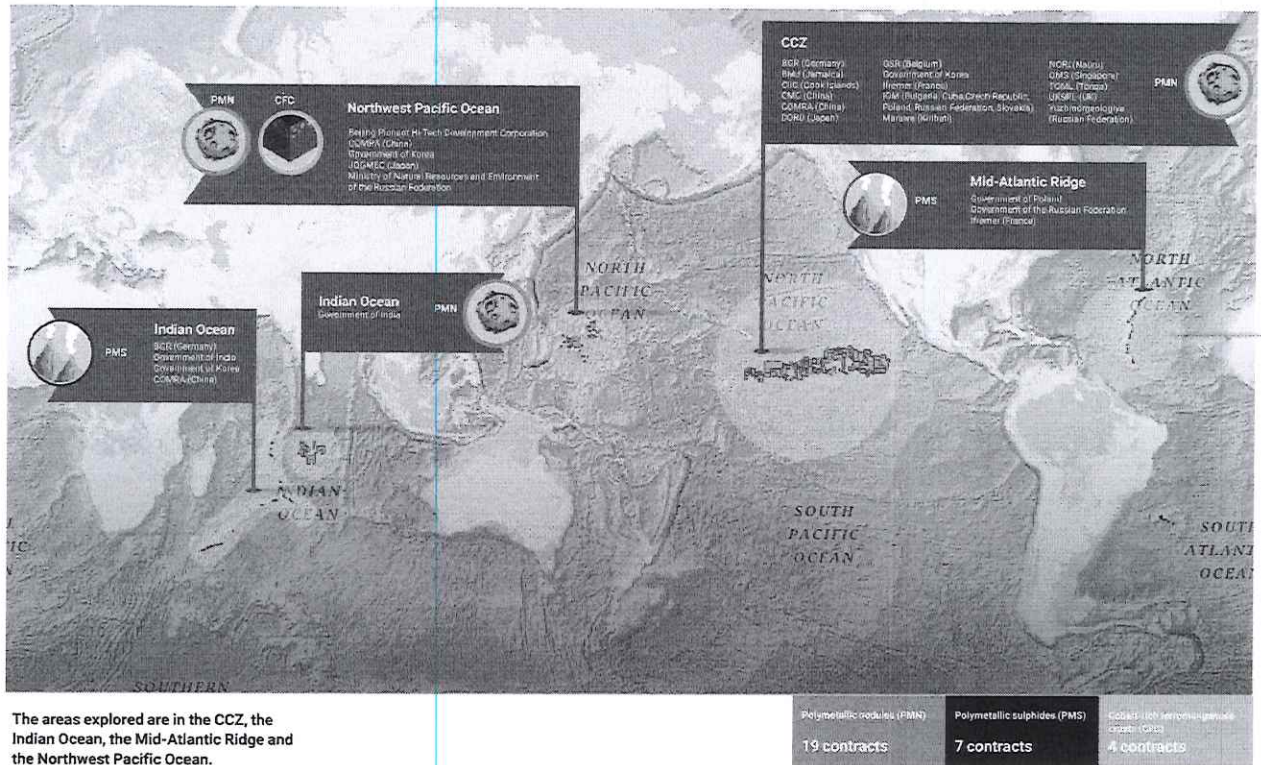 CCZ
BGR (Germany)
BMJ (Jamaica)
CIIC (Cook Islands)
CMC (China)
COMRA (China)
DORD (Japan)
GSR (Belgium)
Government of Korea
Ifremer (France)
IOM (Bulgaria, Cuba, Czech Republic,
Poland, Russian Federation, Slovakia)
Marawa (Kiribati)
NORI (Nauru)
OMS (Singapore)
TOML (Tonga)
UKSRL (UK)
Yuzhmorgeologiya
(Russian Federation)
PMN
PMN
CFC
Northwest Pacific Ocean
Beijing Pioneer Hi-Tech Development Corporation
COMRA (China)
Government of Korea
JOGMEC (Japan)
Ministry of Natural Resources and Environment
of the Russian Federation
PMS
Mid-Atlantic Ridge
Government of Poland
Government of the Russian Federation
Ifremer (France)
Indian Ocean
Government of India
PMN
PMS
Indian Ocean
BGR (Germany)
Government of India
Government of Korea
COMRA (China)
NORTH
PACIFIC
OCEAN
NORTH
PACIFIC
OCEAN
NORTH
ATLANTIC
OCEAN
INDIAN
OCEAN
SOUTH
PACIFIC
OCEAN
SOUTH
ATLANT
OCEAN
IC
SOUTHERN
The areas explored are in the CCZ, the
Indian Ocean, the Mid-Atlantic Ridge and
the Northwest Pacific Ocean.
Polymetallic nodules (PMN)
19 contracts
Polymetallic sulphides (PMS)
7 contracts
Cobalt-rich ferromanganese
crusts (CFC)
4 contracts